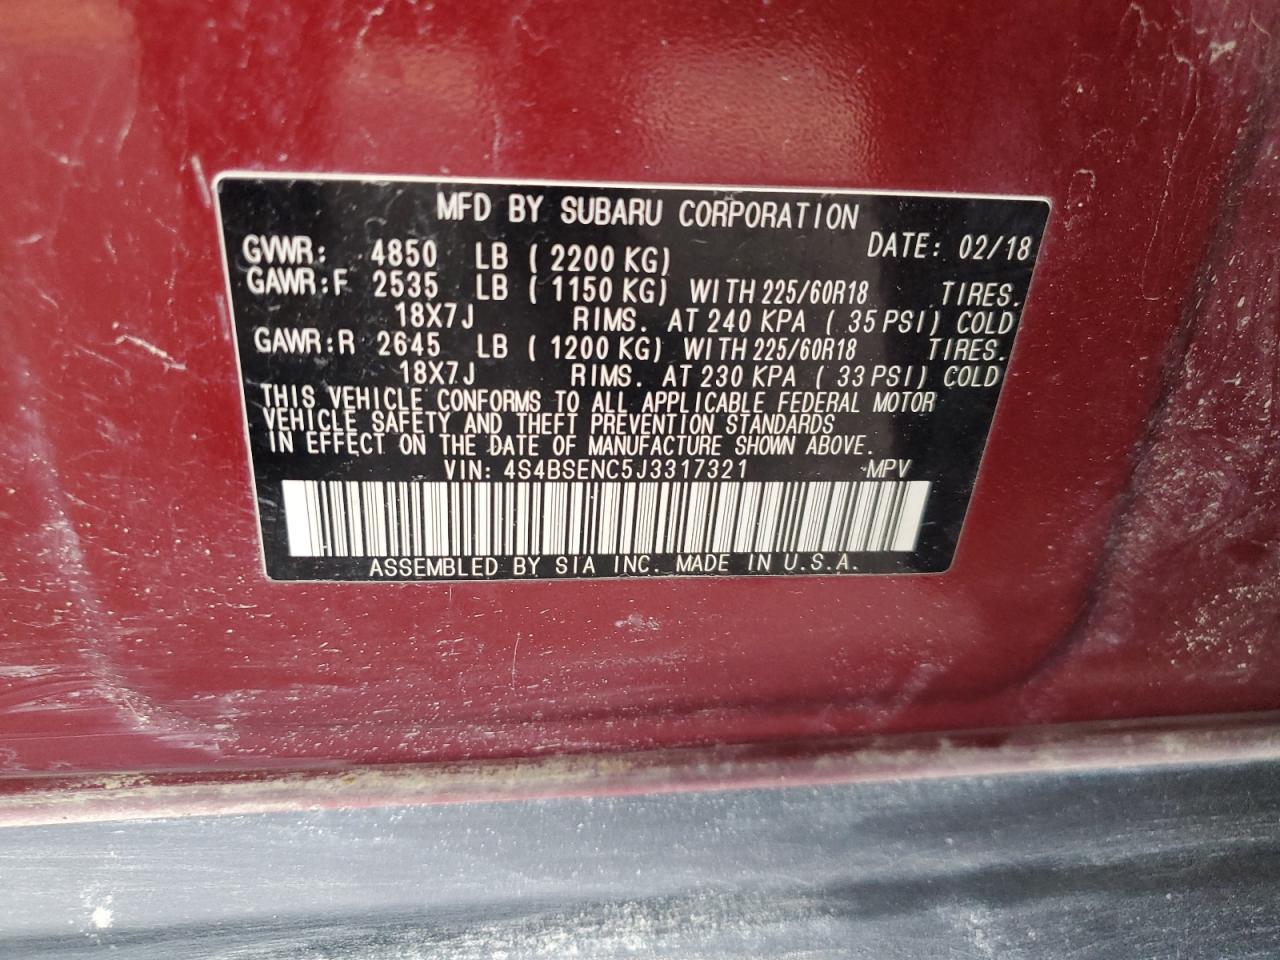 MFD BY SUBARU CORPORATION
DATE: 02/18
GVWR: 4850 LB ( 2200 KG)
GAWR:F 2535 LB ( 1150 KG) WITH 225/60R18 TIRES.
18X7J RIMS. AT 240 KPA ( 35 PSI) COLD
GAWR:R 2645 LB ( 1200 KG) WITH 225/60R18 TIRES.
18X7J RIMS. AT 230 KPA ( 33 PSI) COLD
THIS VEHICLE CONFORMS TO ALL APPLICABLE FEDERAL MOTOR
VEHICLE SAFETY AND THEFT PREVENTION STANDARDS
IN EFFECT ON THE DATE OF MANUFACTURE SHOWN ABOVE.
VIN: 4S4BSENC5J3317321 MPV
ASSEMBLED BY SIA INC. MADE IN U.S.A.